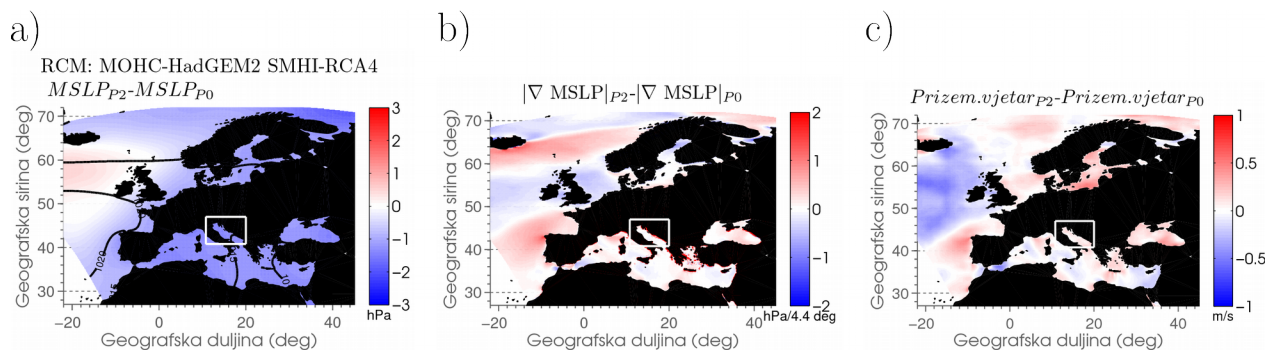 a)
RCM: MOHC-HadGEM2 SMHI-RCA4
MSLP_P2-MSLP_P0
70
60
50
40
30
−20
0
20
40
Geografska sirina (deg)
Geografska duljina (deg)
1020
3
2
1
0
−1
−2
−3
hPa
b)
|∇ MSLP|_P2-|∇ MSLP|_P0
70
60
50
40
30
−20
0
20
40
Geografska sirina (deg)
Geografska duljina (deg)
2
1
0
−1
−2
hPa/4.4 deg
c)
Prizem.vjetar_P2-Prizem.vjetar_P0
70
60
50
40
30
−20
0
20
40
Geografska sirina (deg)
Geografska duljina (deg)
1
0.5
0
−0.5
−1
m/s